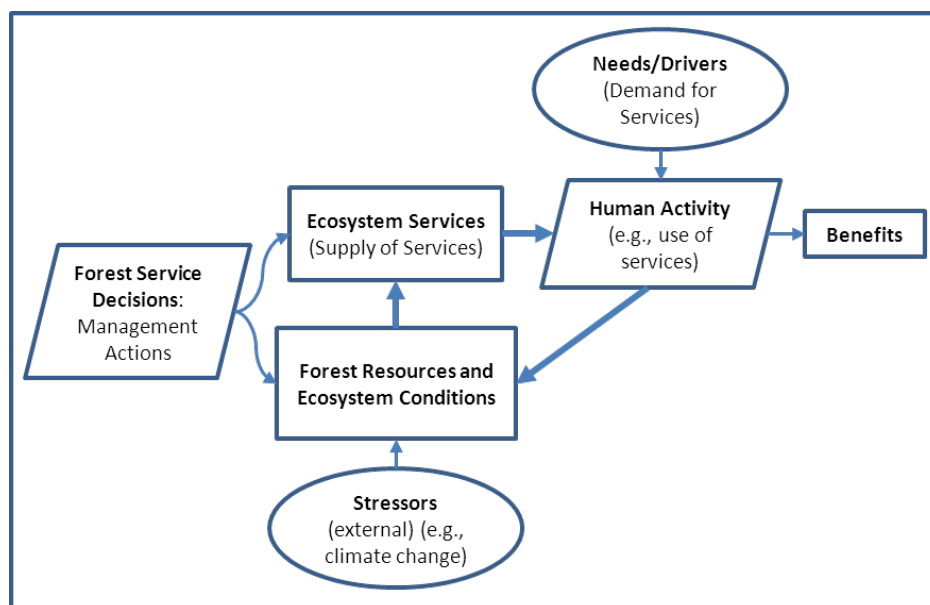 Needs/Drivers
(Demand for
Services)
Ecosystem Services
(Supply of Services)
Human Activity
(e.g., use of
services)
Benefits
Forest Service
Decisions:
Management
Actions
Forest Resources and
Ecosystem Conditions
Stressors
(external) (e.g.,
climate change)